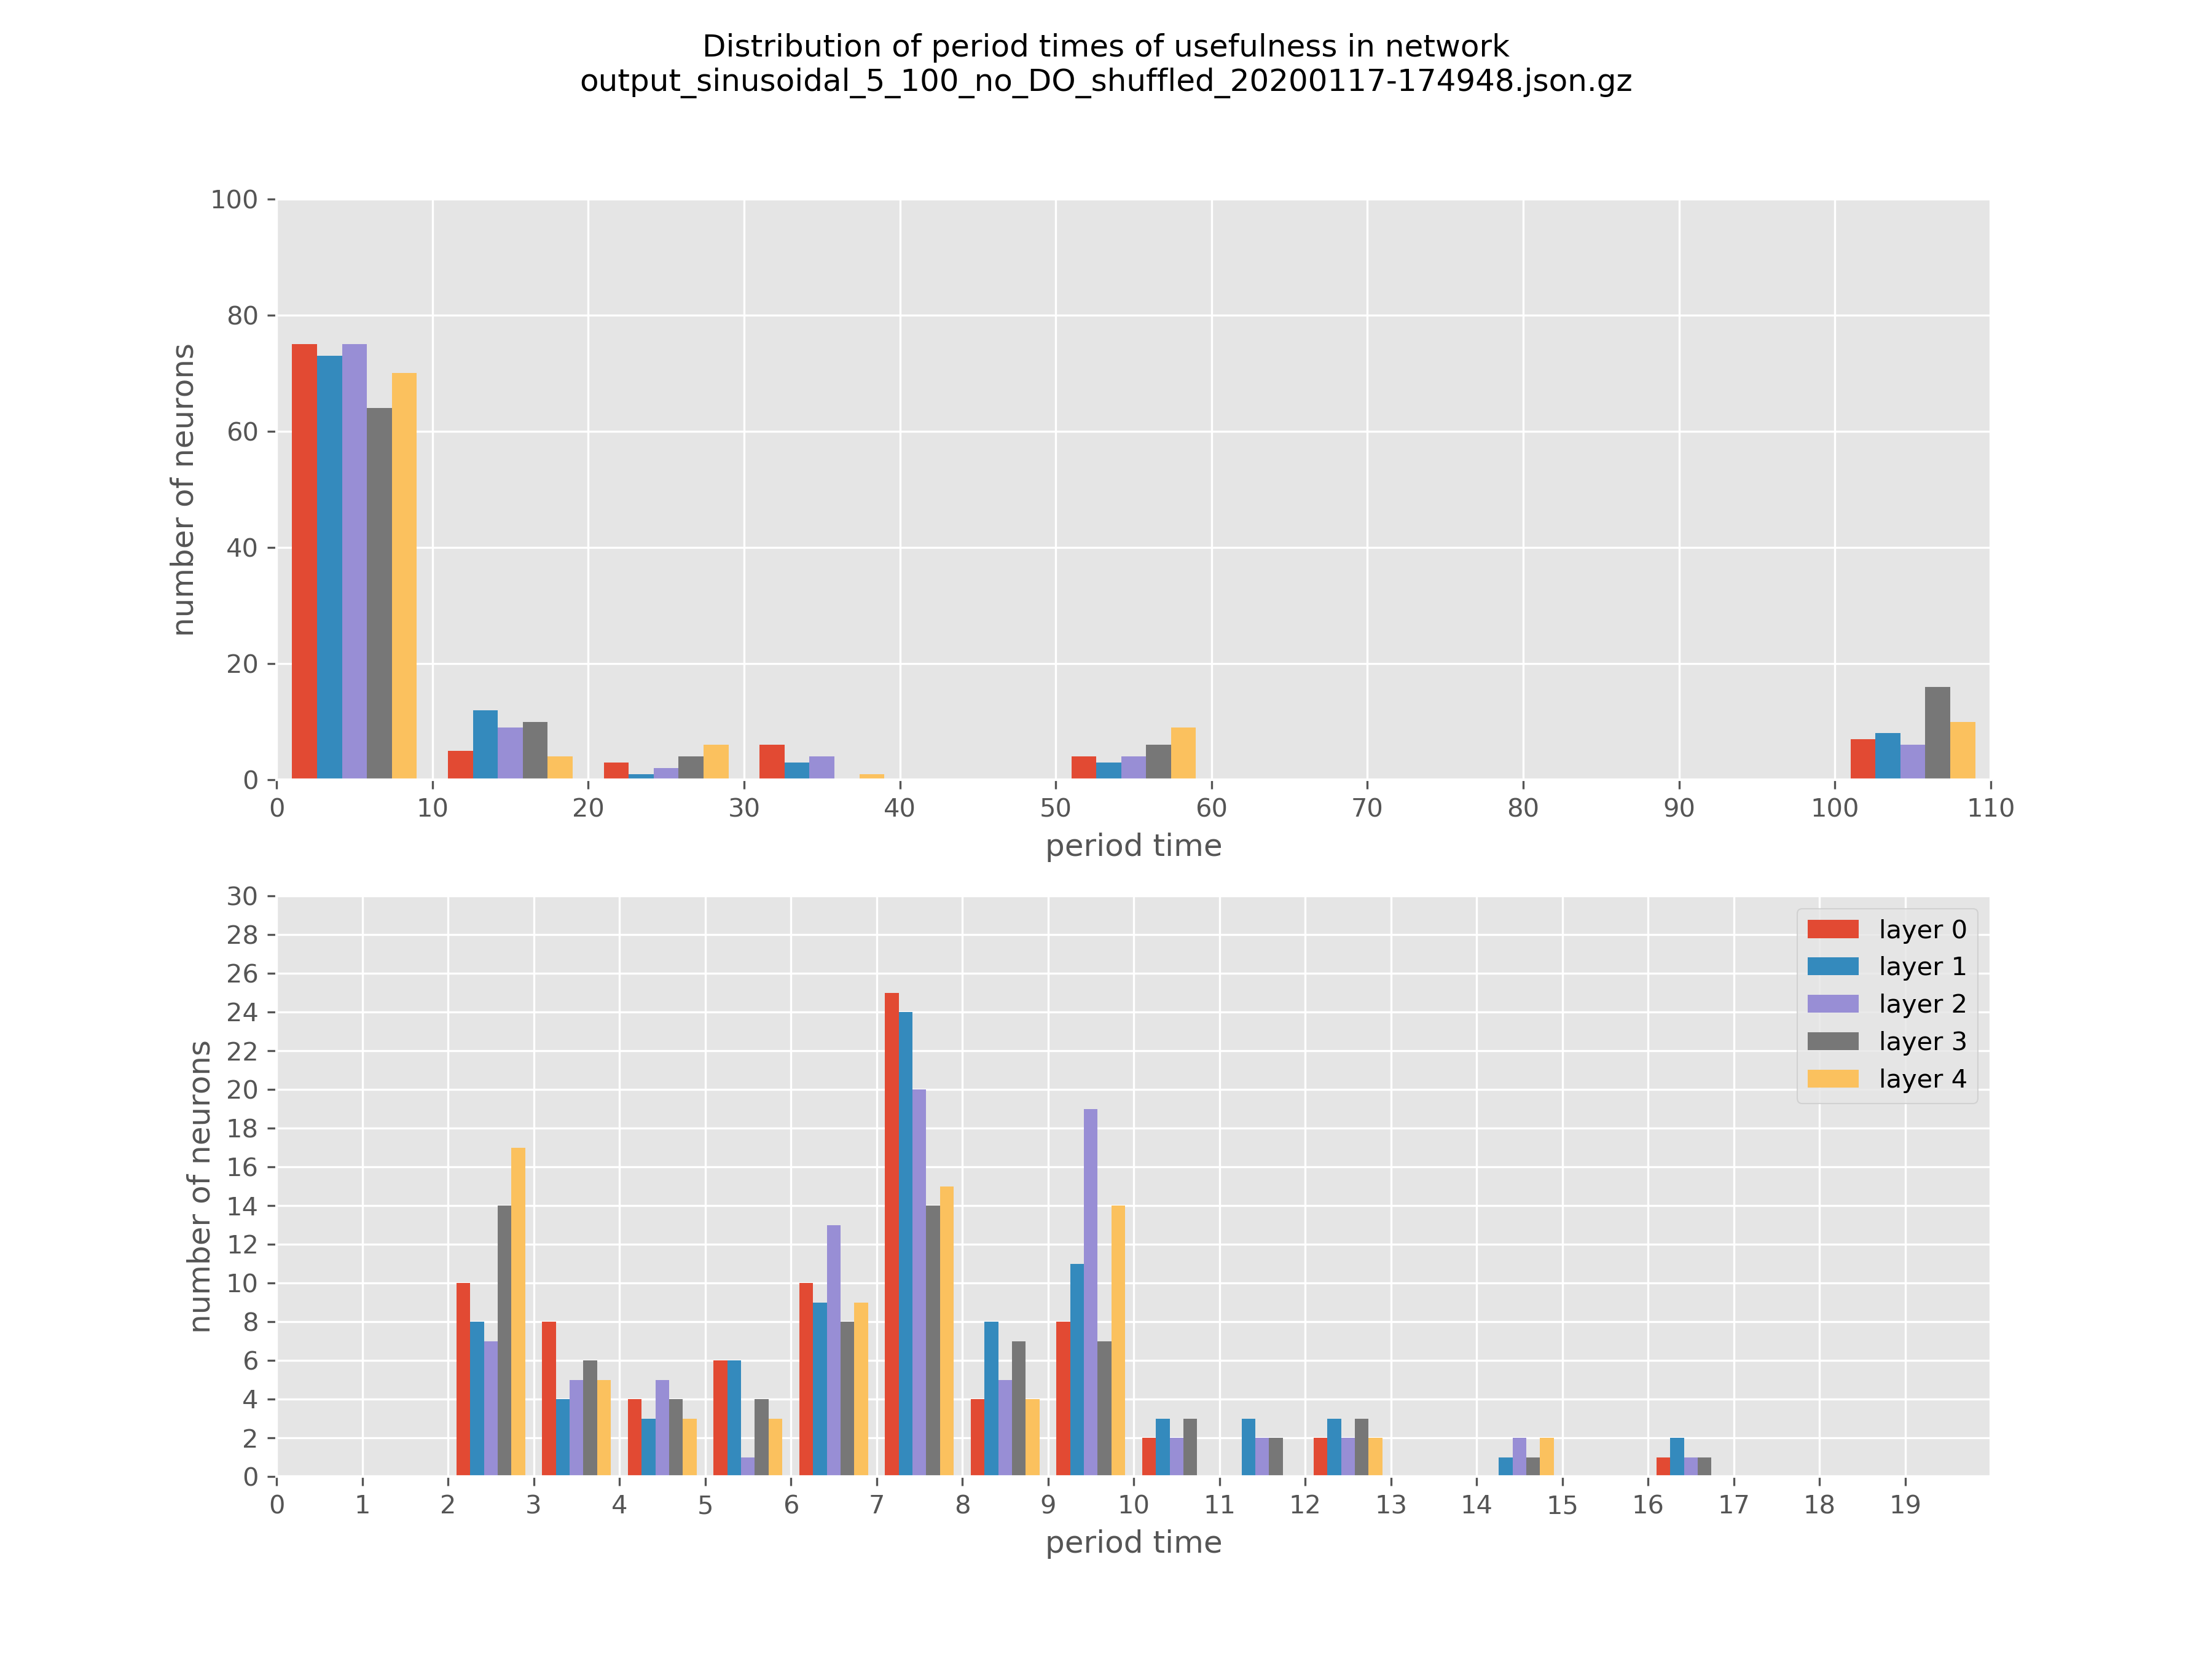 Distribution of period times of usefulness in network
output_sinusoidal_5_100_no_DO_shuffled_20200117-174948.json.gz
100
80
60
40
20
0
number of neurons
0 10 20 30 40 50 60 70 80 90 100 110
period time
30
28
26
24
22
20
18
16
14
12
10
8
6
4
2
0
number of neurons
layer 0
layer 1
layer 2
layer 3
layer 4
0 1 2 3 4 5 6 7 8 9 10 11 12 13 14 15 16 17 18 19
period time